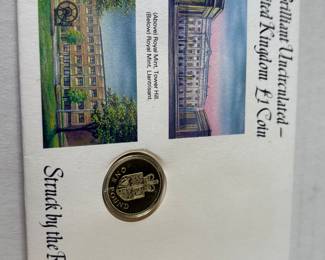 Brilliant Uncirculated –
United Kingdom £1 Coin
(Above) Royal Mint, Tower Hill.
(Below) Royal Mint, Llantrisant.
ONE POUND
Struck by the